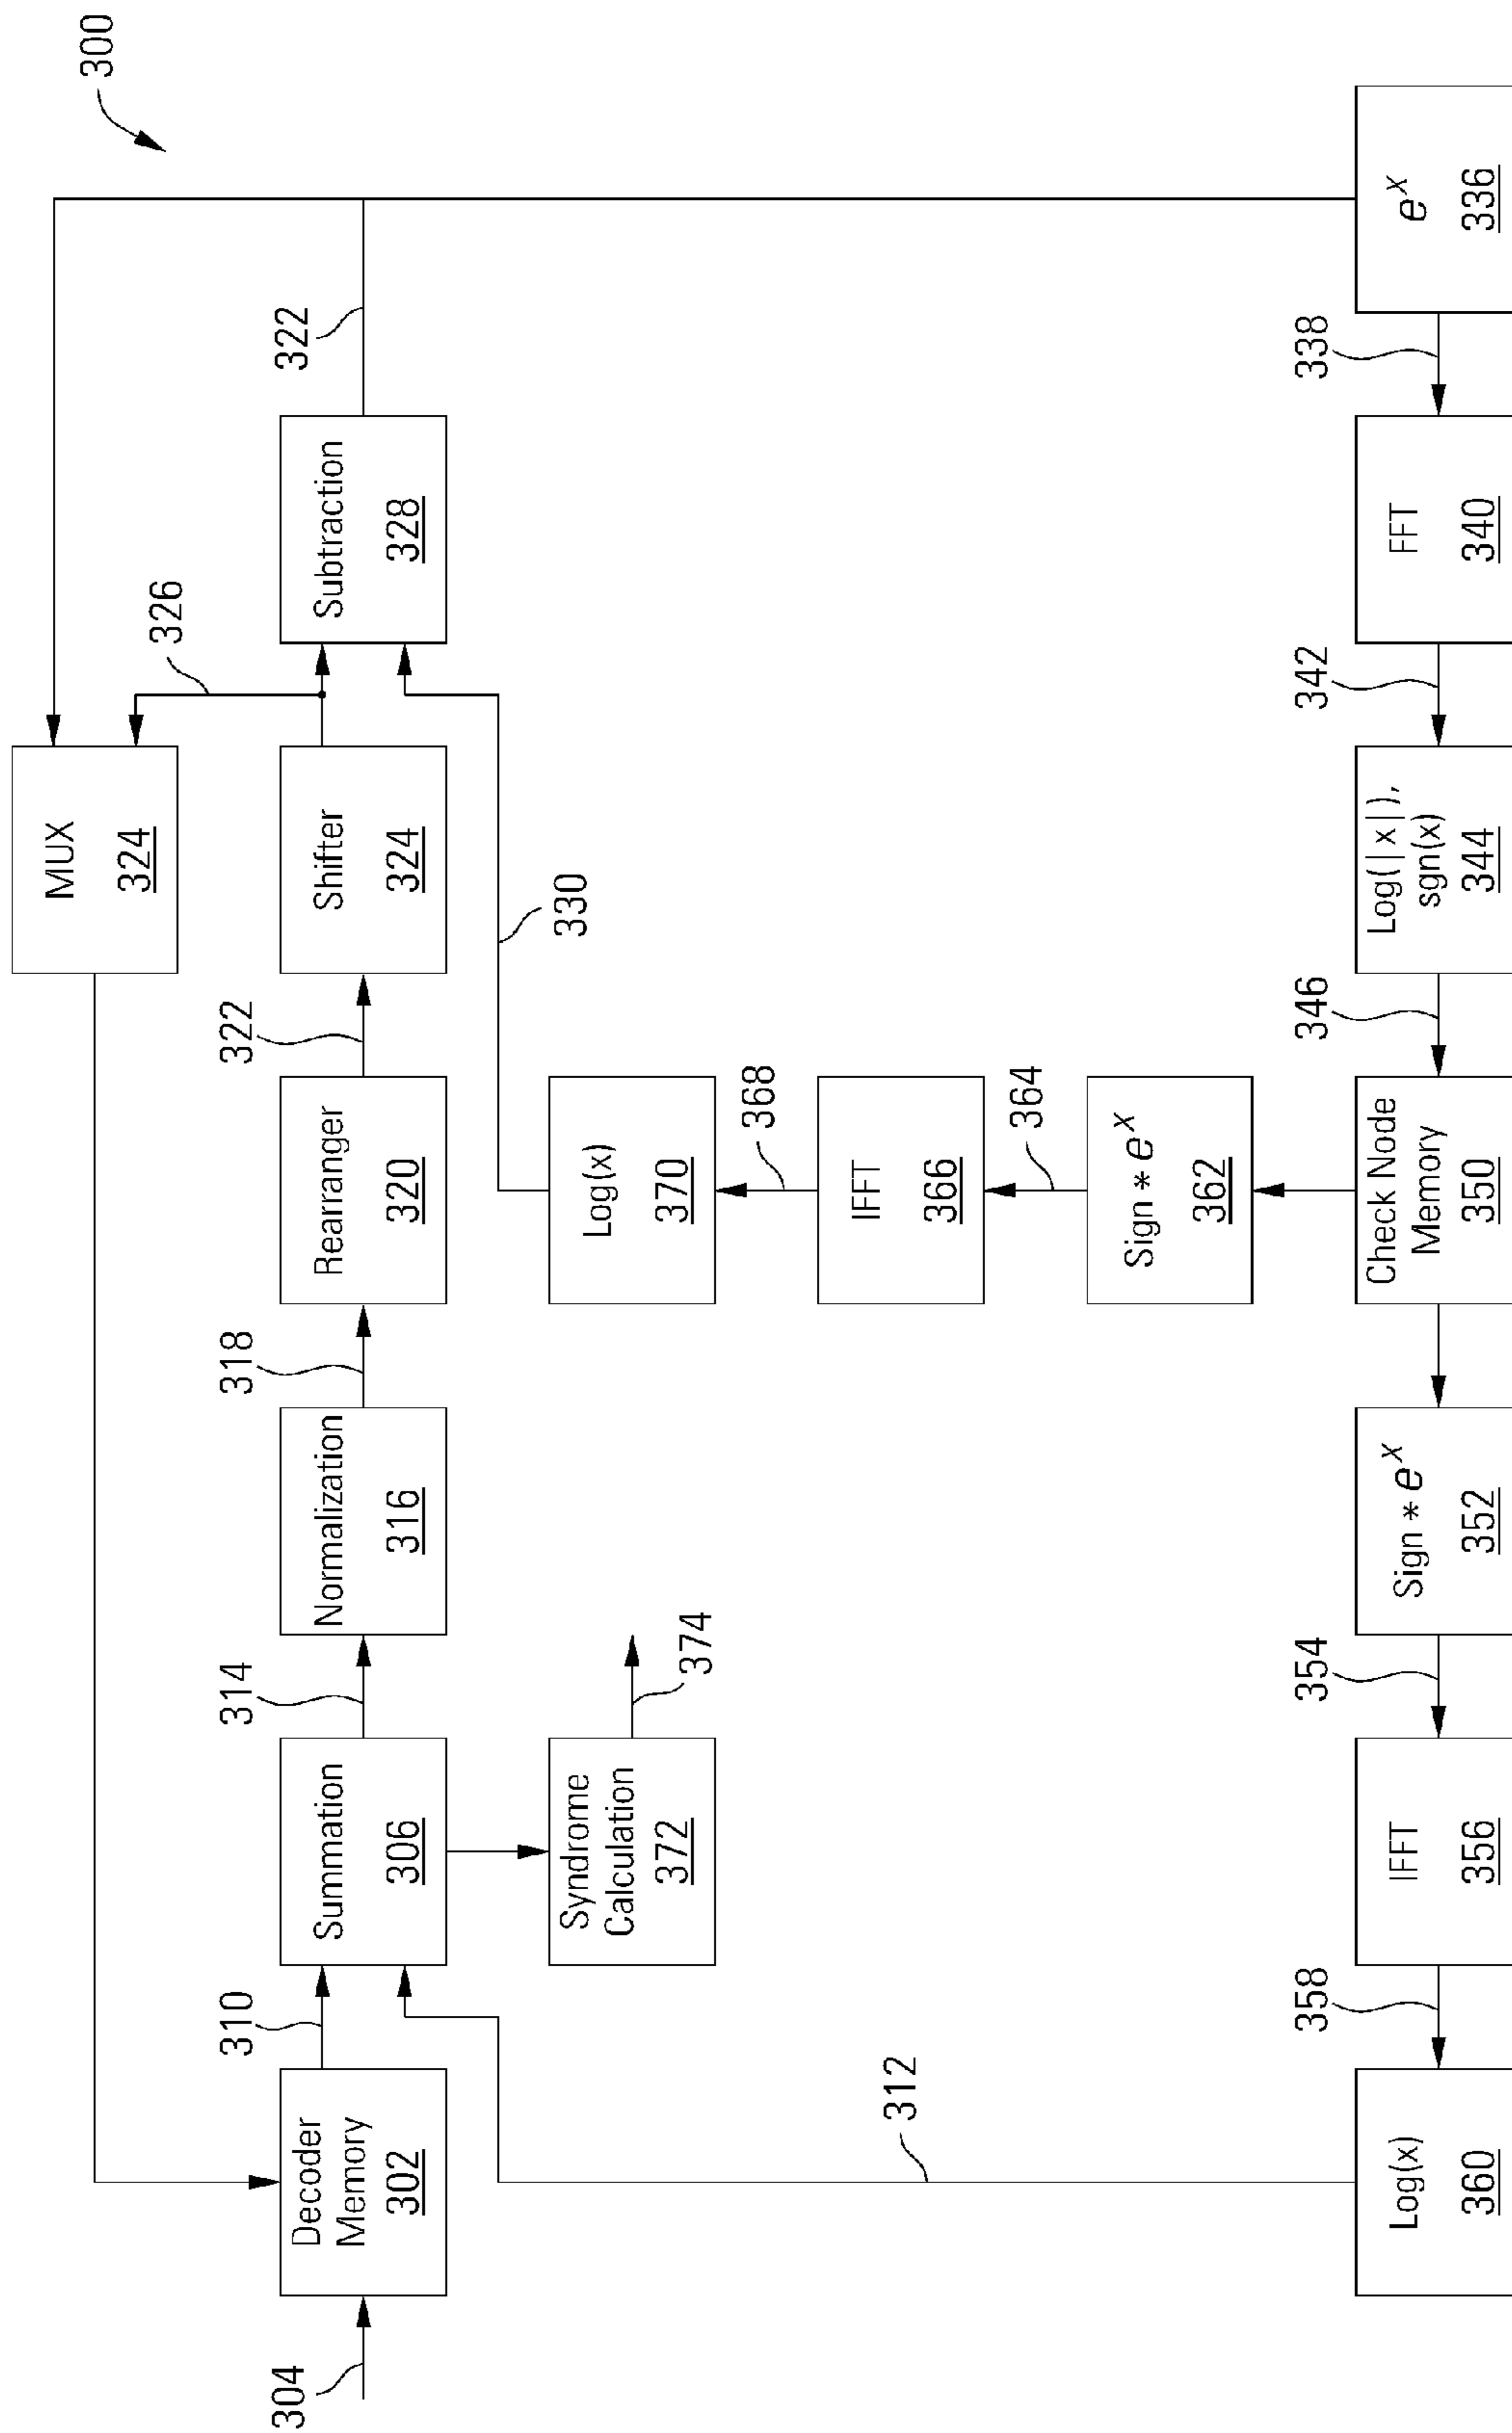 300
MUX
324
326
322
304
Decoder
Memory
302
310
Summation
306
314
Normalization
316
318
Rearranger
320
322
Shifter
324
Subtraction
328
Syndrome
Calculation
372
374
Log(x)
370
330
368
IFFT
366
364
Sign * e^x
362
312
Log(x)
360
358
IFFT
356
354
Sign * e^x
352
Check Node
Memory
350
346
Log(|x|),
sgn(x)
344
342
FFT
340
338
e^x
336